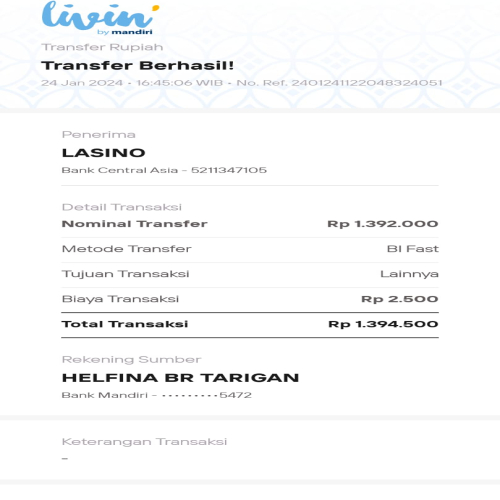 livin'
by mandiri
Transfer Rupiah
Transfer Berhasil!
24 Jan 2024 • 16:45:06 WIB • No. Ref. 2401241122048324051
Penerima
LASINO
Bank Central Asia - 5211347105
Detail Transaksi
Nominal Transfer Rp 1.392.000
Metode Transfer BI Fast
Tujuan Transaksi Lainnya
Biaya Transaksi Rp 2.500
Total Transaksi Rp 1.394.500
Rekening Sumber
HELFINA BR TARIGAN
Bank Mandiri - •••••••••5472
Keterangan Transaksi
-